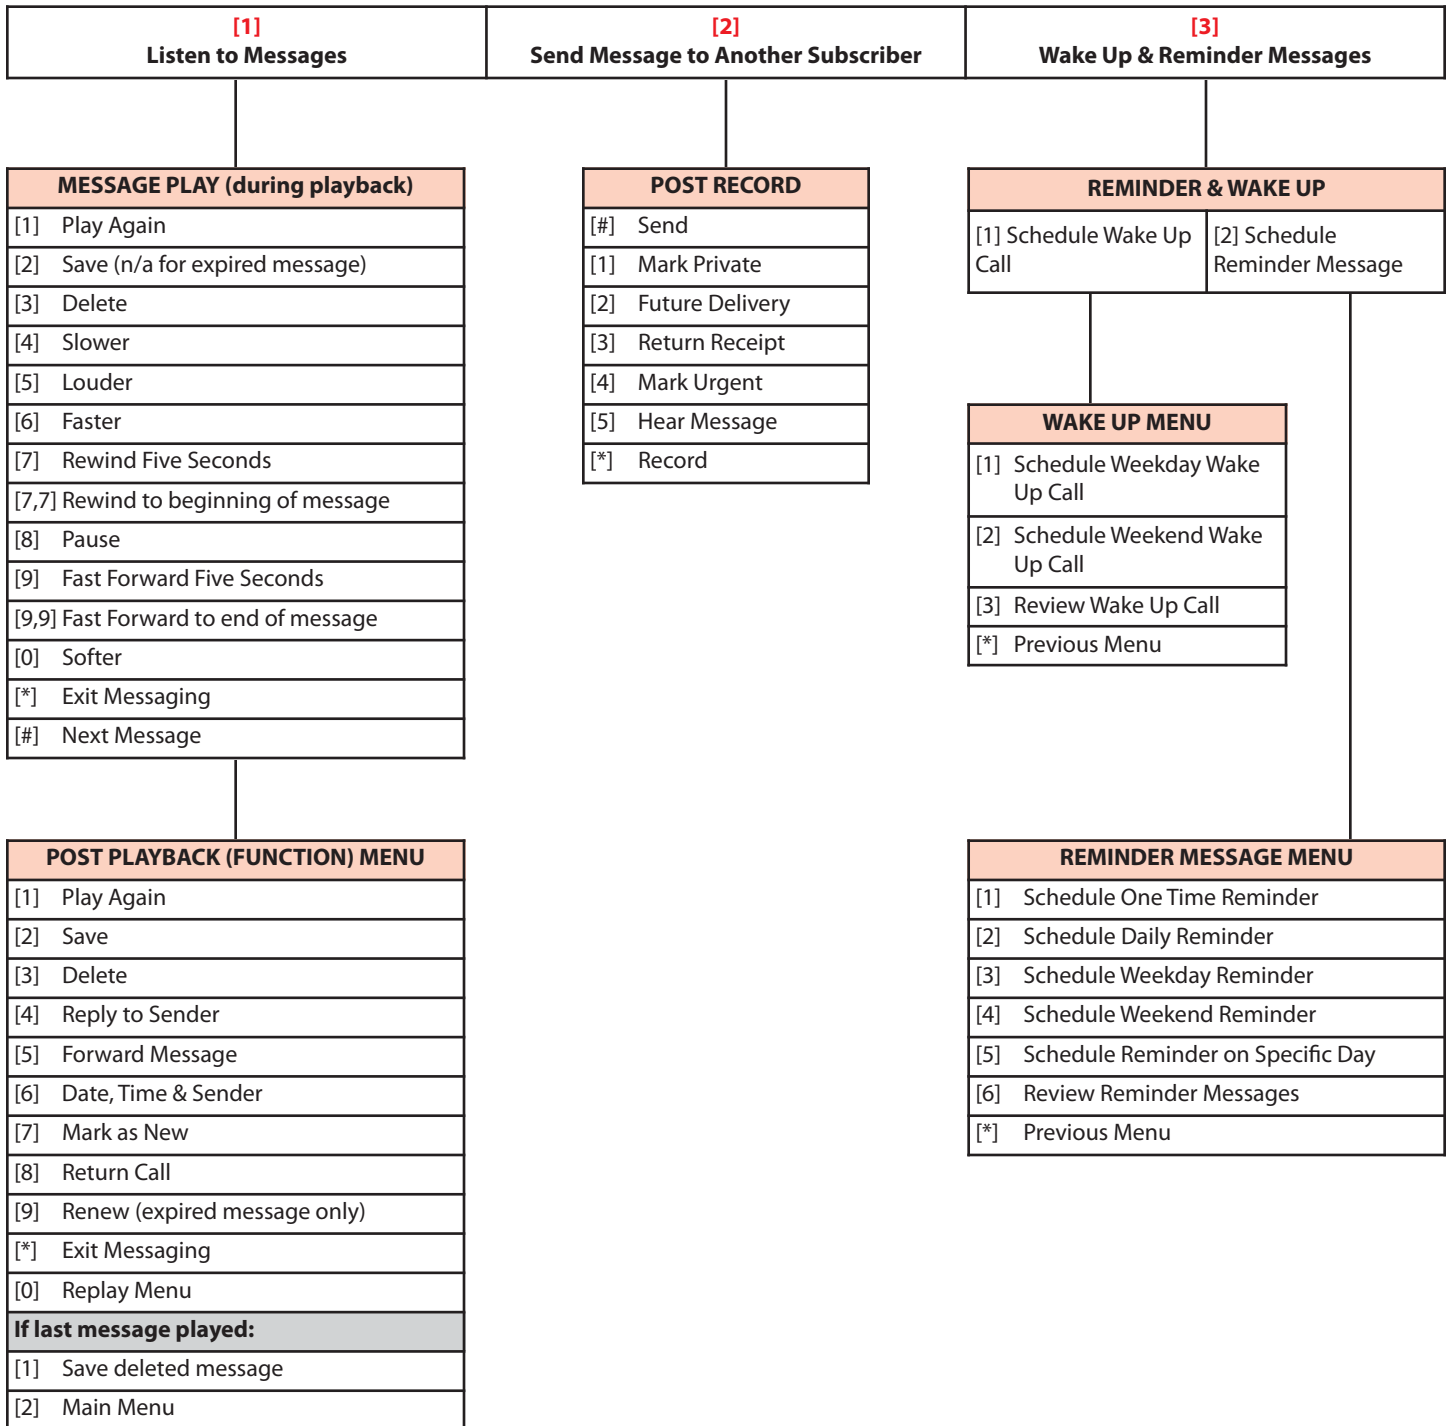 [1]
Listen to Messages
[2]
Send Message to Another Subscriber
[3]
Wake Up & Reminder Messages
MESSAGE PLAY (during playback)
[1] Play Again
[2] Save (n/a for expired message)
[3] Delete
[4] Slower
[5] Louder
[6] Faster
[7] Rewind Five Seconds
[7,7] Rewind to beginning of message
[8] Pause
[9] Fast Forward Five Seconds
[9,9] Fast Forward to end of message
[0] Softer
[*] Exit Messaging
[#] Next Message
POST PLAYBACK (FUNCTION) MENU
[1] Play Again
[2] Save
[3] Delete
[4] Reply to Sender
[5] Forward Message
[6] Date, Time & Sender
[7] Mark as New
[8] Return Call
[9] Renew (expired message only)
[*] Exit Messaging
[0] Replay Menu
If last message played:
[1] Save deleted message
[2] Main Menu
POST RECORD
[#] Send
[1] Mark Private
[2] Future Delivery
[3] Return Receipt
[4] Mark Urgent
[5] Hear Message
[*] Record
REMINDER & WAKE UP
[1] Schedule Wake Up
Call
[2] Schedule
Reminder Message
WAKE UP MENU
[1] Schedule Weekday Wake
Up Call
[2] Schedule Weekend Wake
Up Call
[3] Review Wake Up Call
[*] Previous Menu
REMINDER MESSAGE MENU
[1] Schedule One Time Reminder
[2] Schedule Daily Reminder
[3] Schedule Weekday Reminder
[4] Schedule Weekend Reminder
[5] Schedule Reminder on Specific Day
[6] Review Reminder Messages
[*] Previous Menu